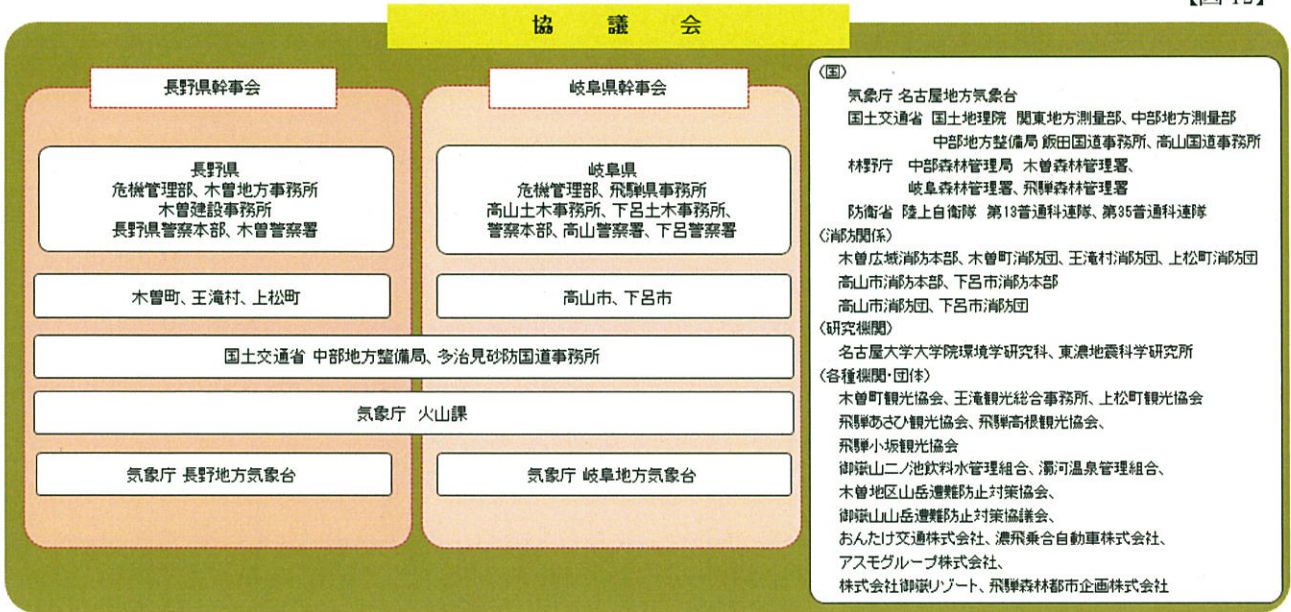 協議会
長野県幹事会
長野県
危機管理部、木曽地方事務所
木曽建設事務所
長野県警察本部、木曽警察署
木曽町、王滝村、上松町
岐阜県幹事会
岐阜県
危機管理部、飛騨県事務所
高山土木事務所、下呂土木事務所、
警察本部、高山警察署、下呂警察署
高山市、下呂市
国土交通省 中部地方整備局、多治見砂防国道事務所
気象庁 火山課
気象庁 長野地方気象台
気象庁 岐阜地方気象台
〈国〉
気象庁 名古屋地方気象台
国土交通省 国土地理院 関東地方測量部、中部地方測量部
中部地方整備局 飯田国道事務所、高山国道事務所
林野庁 中部森林管理局 木曽森林管理署、
岐阜森林管理署、飛騨森林管理署
防衛省 陸上自衛隊 第13普通科連隊、第35普通科連隊
〈消防関係〉
木曽広域消防本部、木曽町消防団、王滝村消防団、上松町消防団
高山市消防本部、下呂市消防本部
高山市消防団、下呂市消防団
〈研究機関〉
名古屋大学大学院環境学研究科、東濃地震科学研究所
〈各種機関・団体〉
木曽町観光協会、王滝観光総合事務所、上松町観光協会
飛騨あさひ観光協会、飛騨高根観光協会、
飛騨小坂観光協会
御嶽山二ノ池飲料水管理組合、濁河温泉管理組合、
木曽地区山岳遭難防止対策協会、
御嶽山山岳遭難防止対策協議会、
おんたけ交通株式会社、濃飛乗合自動車株式会社、
アスモグループ株式会社、
株式会社御嶽リゾート、飛騨森林都市企画株式会社